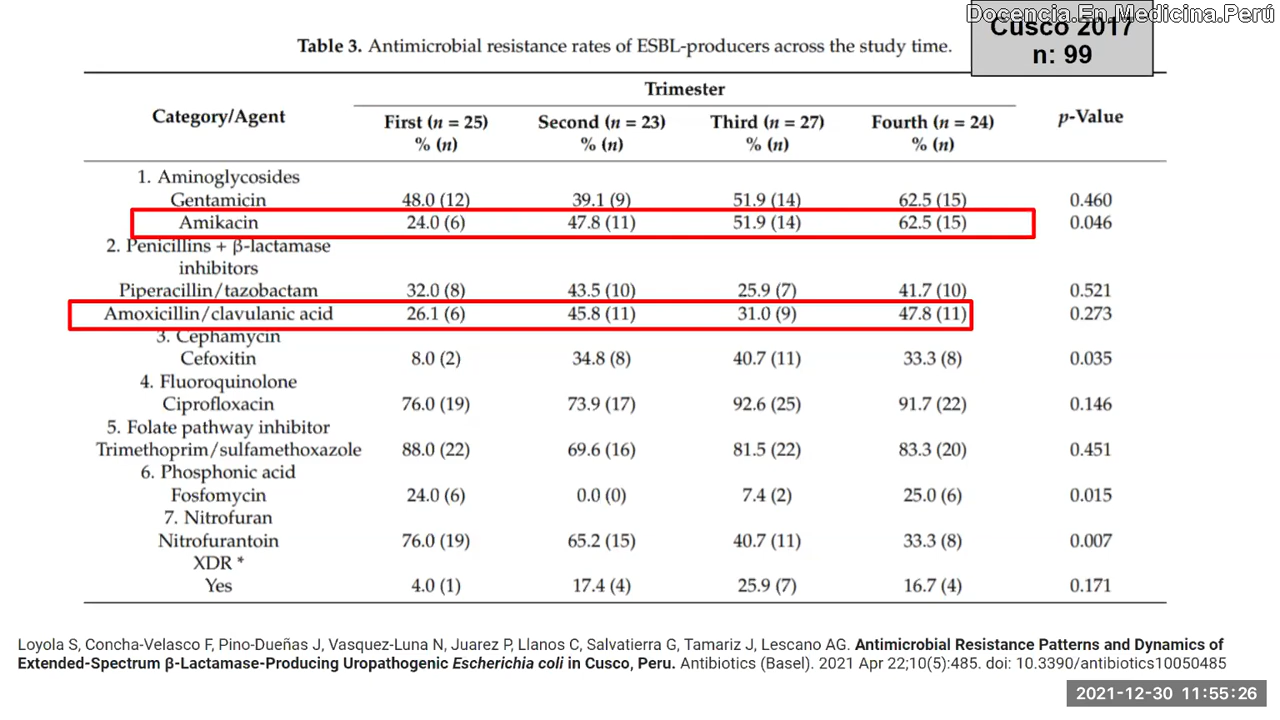 Docencia.En.Medicina.Perú
Cusco 2017
n: 99
Table 3. Antimicrobial resistance rates of ESBL-producers across the study time.
Trimester
Category/Agent First (n = 25) Second (n = 23) Third (n = 27) Fourth (n = 24) p-Value
% (n) % (n) % (n) % (n)
1. Aminoglycosides
Gentamicin 48.0 (12) 39.1 (9) 51.9 (14) 62.5 (15) 0.460
Amikacin 24.0 (6) 47.8 (11) 51.9 (14) 62.5 (15) 0.046
2. Penicillins + β-lactamase
inhibitors
Piperacillin/tazobactam 32.0 (8) 43.5 (10) 25.9 (7) 41.7 (10) 0.521
Amoxicillin/clavulanic acid 26.1 (6) 45.8 (11) 31.0 (9) 47.8 (11) 0.273
3. Cephamycin
Cefoxitin 8.0 (2) 34.8 (8) 40.7 (11) 33.3 (8) 0.035
4. Fluoroquinolone
Ciprofloxacin 76.0 (19) 73.9 (17) 92.6 (25) 91.7 (22) 0.146
5. Folate pathway inhibitor
Trimethoprim/sulfamethoxazole 88.0 (22) 69.6 (16) 81.5 (22) 83.3 (20) 0.451
6. Phosphonic acid
Fosfomycin 24.0 (6) 0.0 (0) 7.4 (2) 25.0 (6) 0.015
7. Nitrofuran
Nitrofurantoin 76.0 (19) 65.2 (15) 40.7 (11) 33.3 (8) 0.007
XDR *
Yes 4.0 (1) 17.4 (4) 25.9 (7) 16.7 (4) 0.171
Loyola S, Concha-Velasco F, Pino-Dueñas J, Vasquez-Luna N, Juarez P, Llanos C, Salvatierra G, Tamariz J, Lescano AG. Antimicrobial Resistance Patterns and Dynamics of
Extended-Spectrum β-Lactamase-Producing Uropathogenic Escherichia coli in Cusco, Peru. Antibiotics (Basel). 2021 Apr 22;10(5):485. doi: 10.3390/antibiotics10050485
2021-12-30 11:55:26